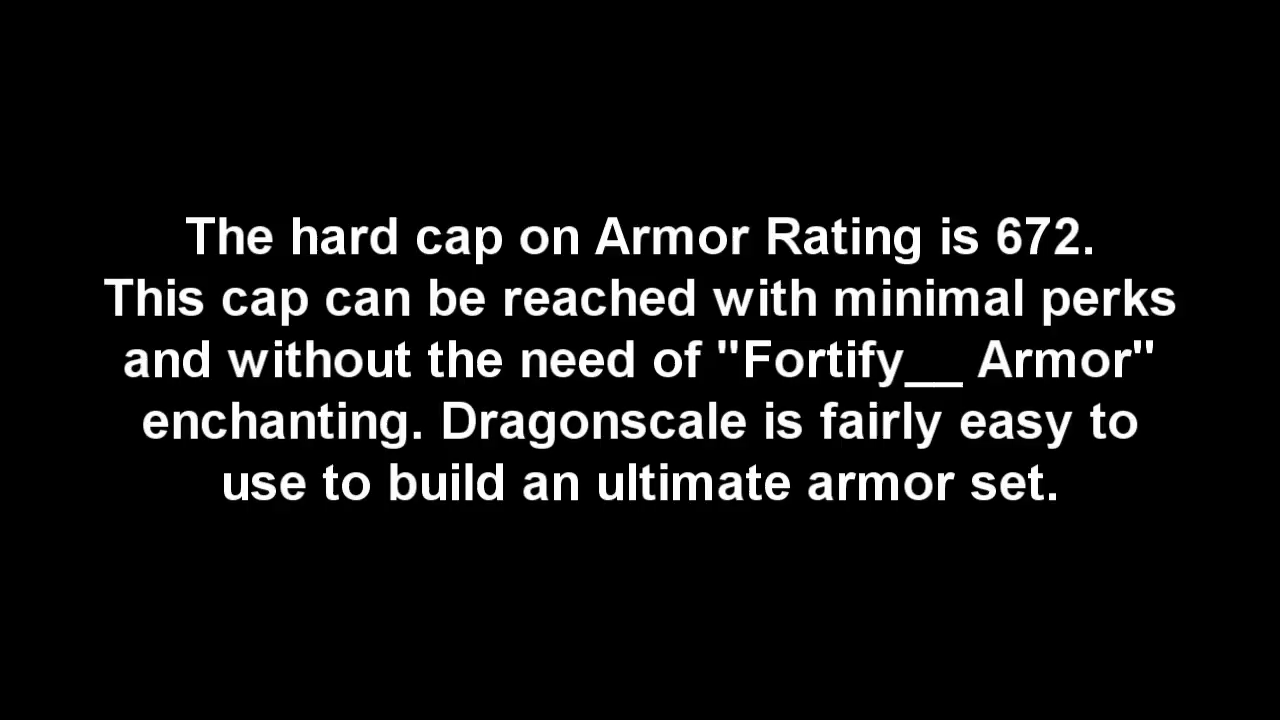 The hard cap on Armor Rating is 672.
This cap can be reached with minimal perks
and without the need of "Fortify__ Armor"
enchanting. Dragonscale is fairly easy to
use to build an ultimate armor set.